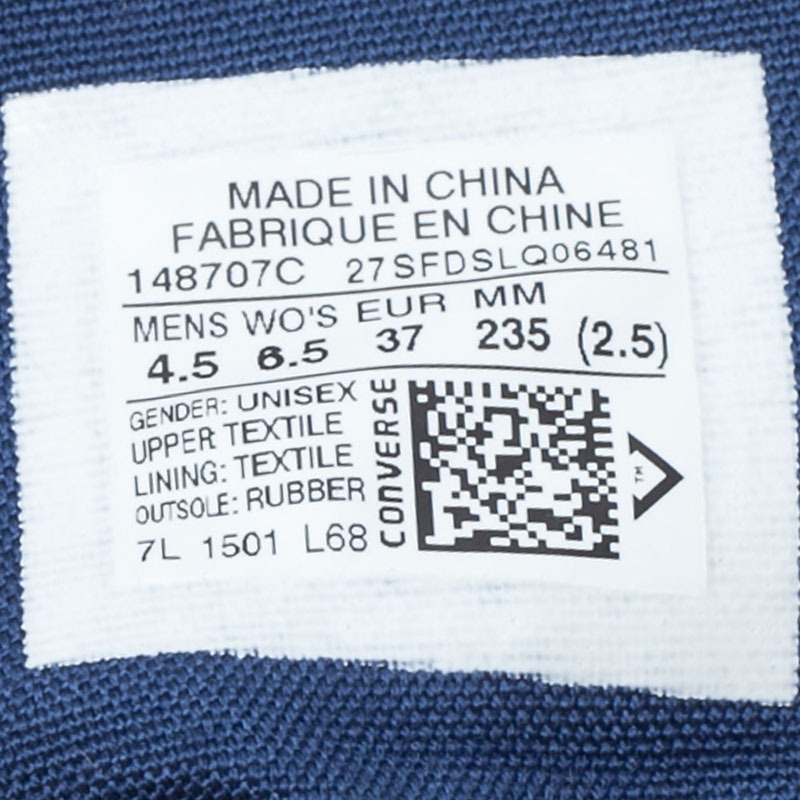 MADE IN CHINA
FABRIQUE EN CHINE
148707C 27SFDSLQ06481
MENS WO'S EUR MM
4.5 6.5 37 235 (2.5)
GENDER: UNISEX
UPPER TEXTILE
LINING: TEXTILE
OUTSOLE: RUBBER
7L 1501 L68
CONVERSE
TM